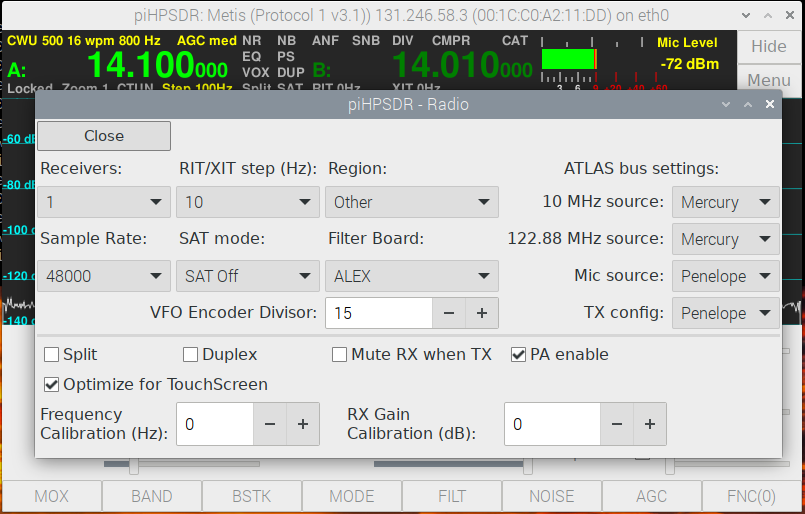 piHPSDR: Metis (Protocol 1 v3.1)) 131.246.58.3 (00:1C:C0:A2:11:DD) on eth0
CWU 500 16 wpm 800 Hz AGC med NR NB ANF SNB DIV CMPR CAT Mic Level Hide
EQ PS
A: 14.100000 VOX DUP B: 14.010000 -72 dBm
Locked Zoom 1 CTUN Step 100Hz Split SAT RIT 0Hz XIT 0Hz 3 6 9 +20 +40 +60 Menu
piHPSDR - Radio
Close
-60 dB
Receivers: RIT/XIT step (Hz): Region: ATLAS bus settings:
-80 dB
1 10 Other 10 MHz source: Mercury
-100
Sample Rate: SAT mode: Filter Board: 122.88 MHz source: Mercury
-120
48000 SAT Off ALEX Mic source: Penelope
-140
VFO Encoder Divisor: 15 − + TX config: Penelope
Split Duplex Mute RX when TX PA enable
Optimize for TouchScreen
Frequency Calibration (Hz): 0 − + RX Gain Calibration (dB): 0 − +
MOX BAND BSTK MODE FILT NOISE AGC FNC(0)